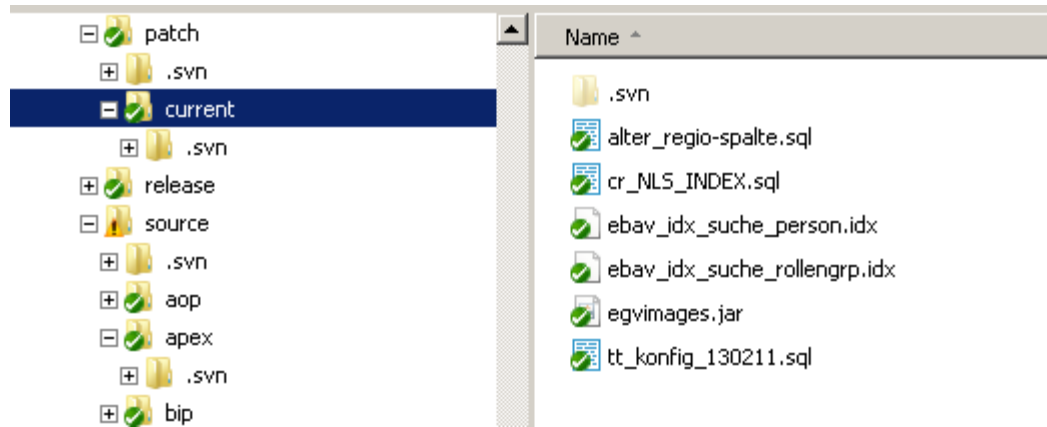 patch
.svn
current
.svn
release
source
.svn
aop
apex
.svn
bip
Name
.svn
alter_regio-spalte.sql
cr_NLS_INDEX.sql
ebav_idx_suche_person.idx
ebav_idx_suche_rollengrp.idx
egvimages.jar
tt_konfig_130211.sql